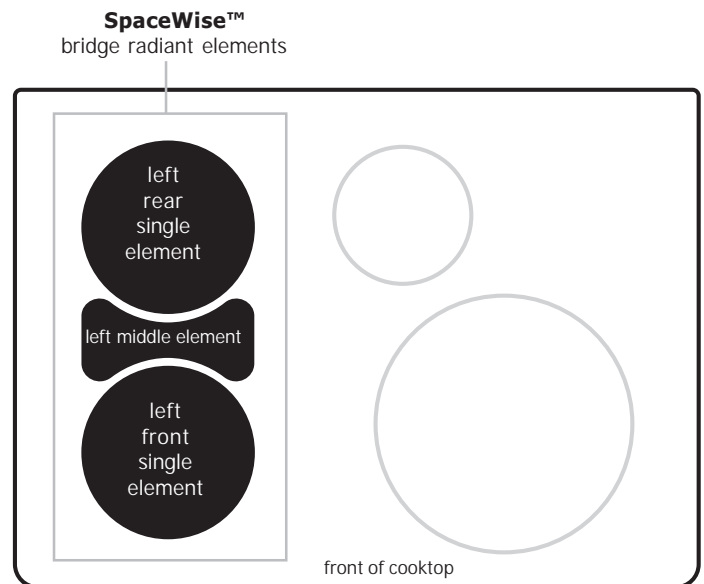 SpaceWise™
bridge radiant elements
left
rear
single
element
left middle element
left
front
single
element
front of cooktop